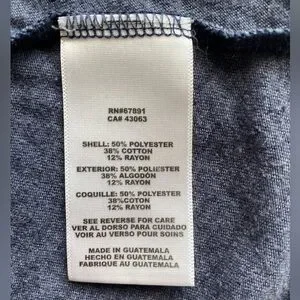 RN#67891
CA# 43063
SHELL: 50% POLYESTER
38% COTTON
12% RAYON
EXTERIOR: 50% POLIESTER
38% ALGODÓN
12% RAYON
COQUILLE: 50% POLYESTER
38%COTON
12% RAYON
SEE REVERSE FOR CARE
VER AL DORSO PARA CUIDADO
VOIR AU VERSO POUR SOINS
MADE IN GUATEMALA
HECHO EN GUATEMALA
FABRIQUE AU GUATEMALA